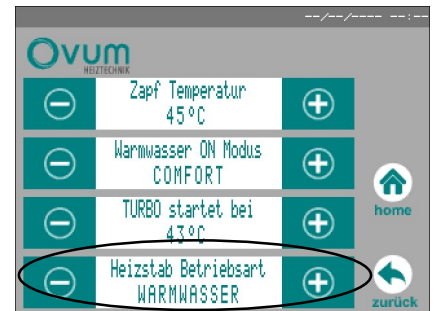 --/--/---- --:--
Ovum
HEIZTECHNIK
Zapf Temperatur
45°C
Warmwasser ON Modus
COMFORT
TURBO startet bei
43°C
Heizstab Betriebsart
WARMWASSER
home
zurück